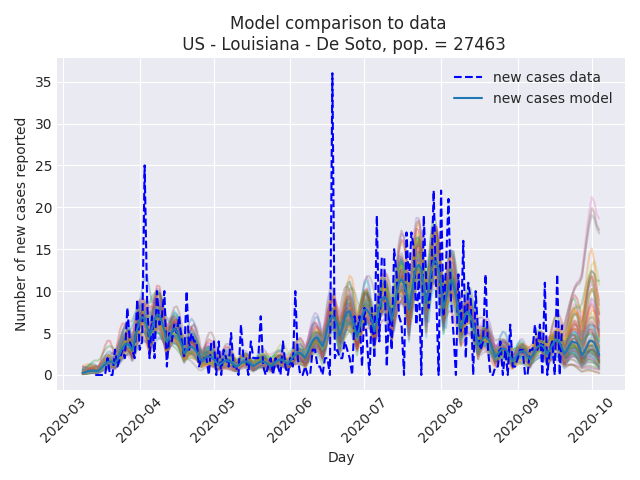 Model comparison to data
US - Louisiana - De Soto, pop. = 27463
new cases data
new cases model
Number of new cases reported
35
30
25
20
15
10
5
0
2020-03
2020-04
2020-05
2020-06
2020-07
2020-08
2020-09
2020-10
Day